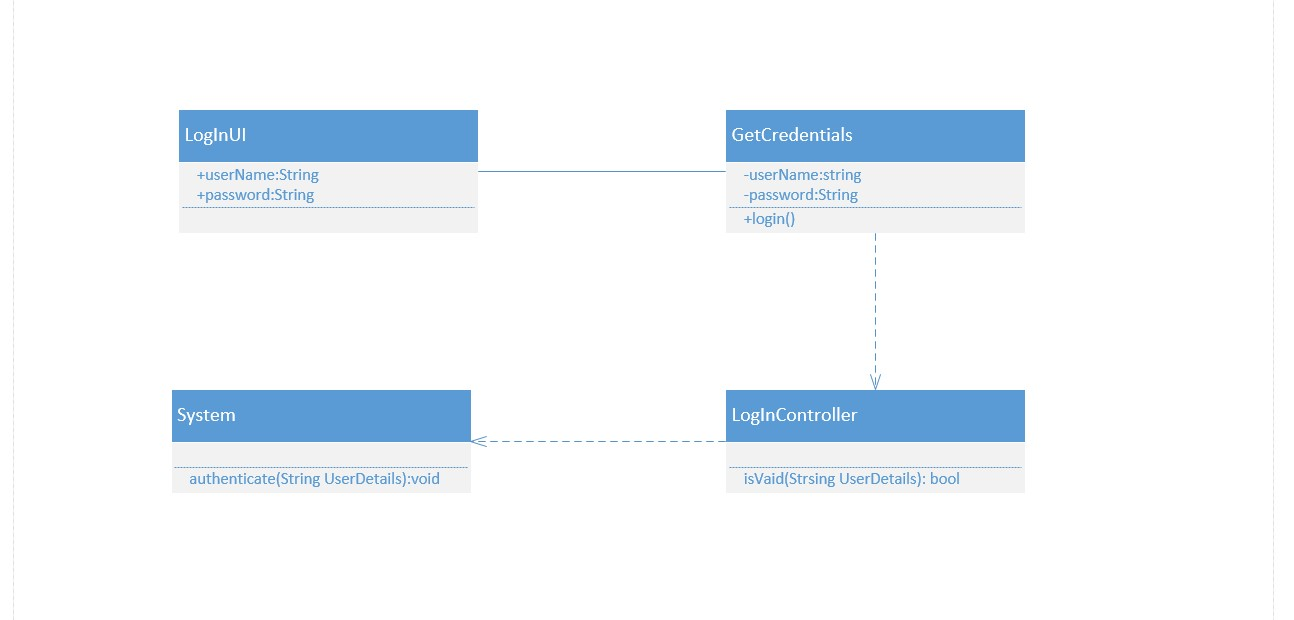 LogInUI
+userName:String
+password:String
GetCredentials
-userName:string
-password:String
+login()
System
authenticate(String UserDetails):void
LogInController
isVaid(Strsing UserDetails): bool